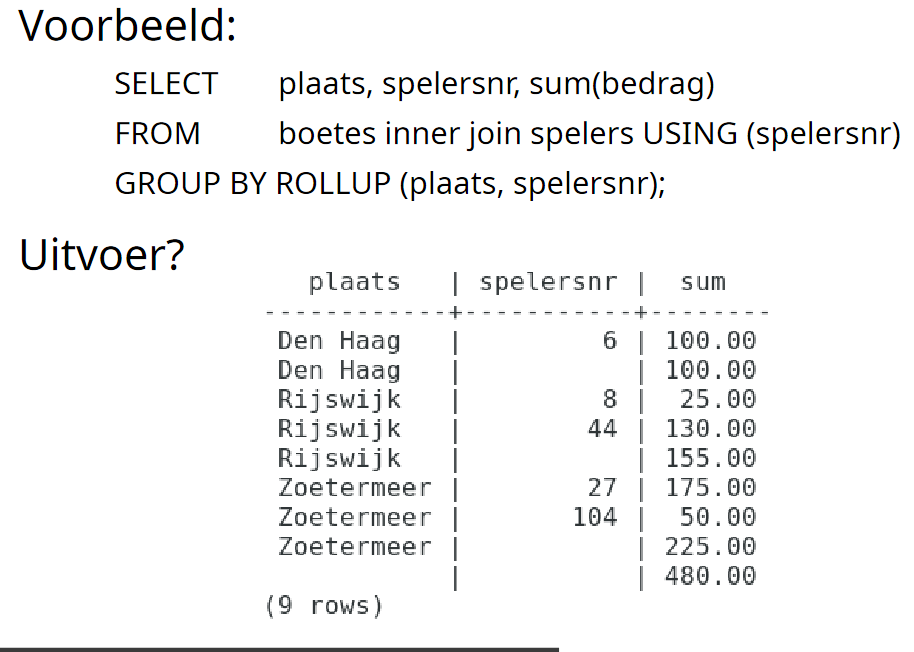 Voorbeeld:
SELECT plaats, spelersnr, sum(bedrag)
FROM boetes inner join spelers USING (spelersnr)
GROUP BY ROLLUP (plaats, spelersnr);
Uitvoer?
plaats | spelersnr | sum
------------+-----------+--------
Den Haag | 6 | 100.00
Den Haag | | 100.00
Rijswijk | 8 | 25.00
Rijswijk | 44 | 130.00
Rijswijk | | 155.00
Zoetermeer | 27 | 175.00
Zoetermeer | 104 | 50.00
Zoetermeer | | 225.00
| | 480.00
(9 rows)